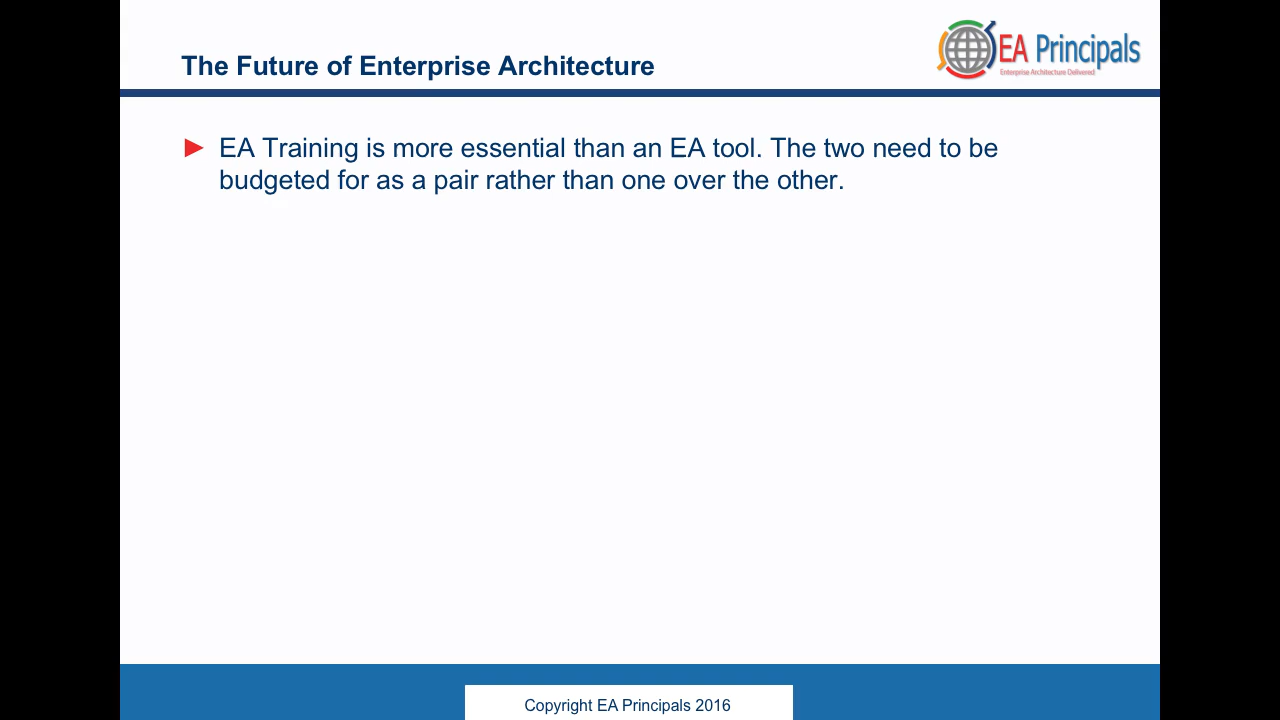 The Future of Enterprise Architecture
EA Principals
Enterprise Architecture Delivered
EA Training is more essential than an EA tool. The two need to be
budgeted for as a pair rather than one over the other.
Copyright EA Principals 2016